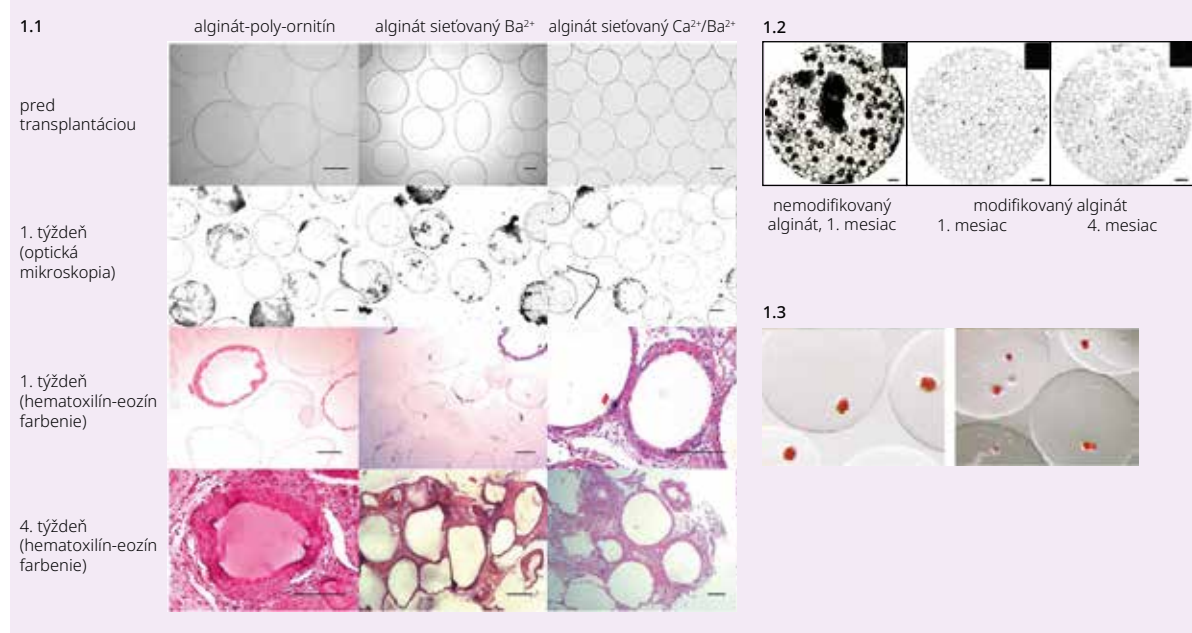 1.1
alginát-poly-ornitín
alginát sieťovaný Ba²⁺
alginát sieťovaný Ca²⁺/Ba²⁺
pred
transplantáciou
1. týždeň
(optická
mikroskopia)
1. týždeň
(hematoxilín-eozín
farbenie)
4. týždeň
(hematoxilín-eozín
farbenie)
1.2
nemodifikovaný
alginát, 1. mesiac
modifikovaný alginát
1. mesiac
4. mesiac
1.3